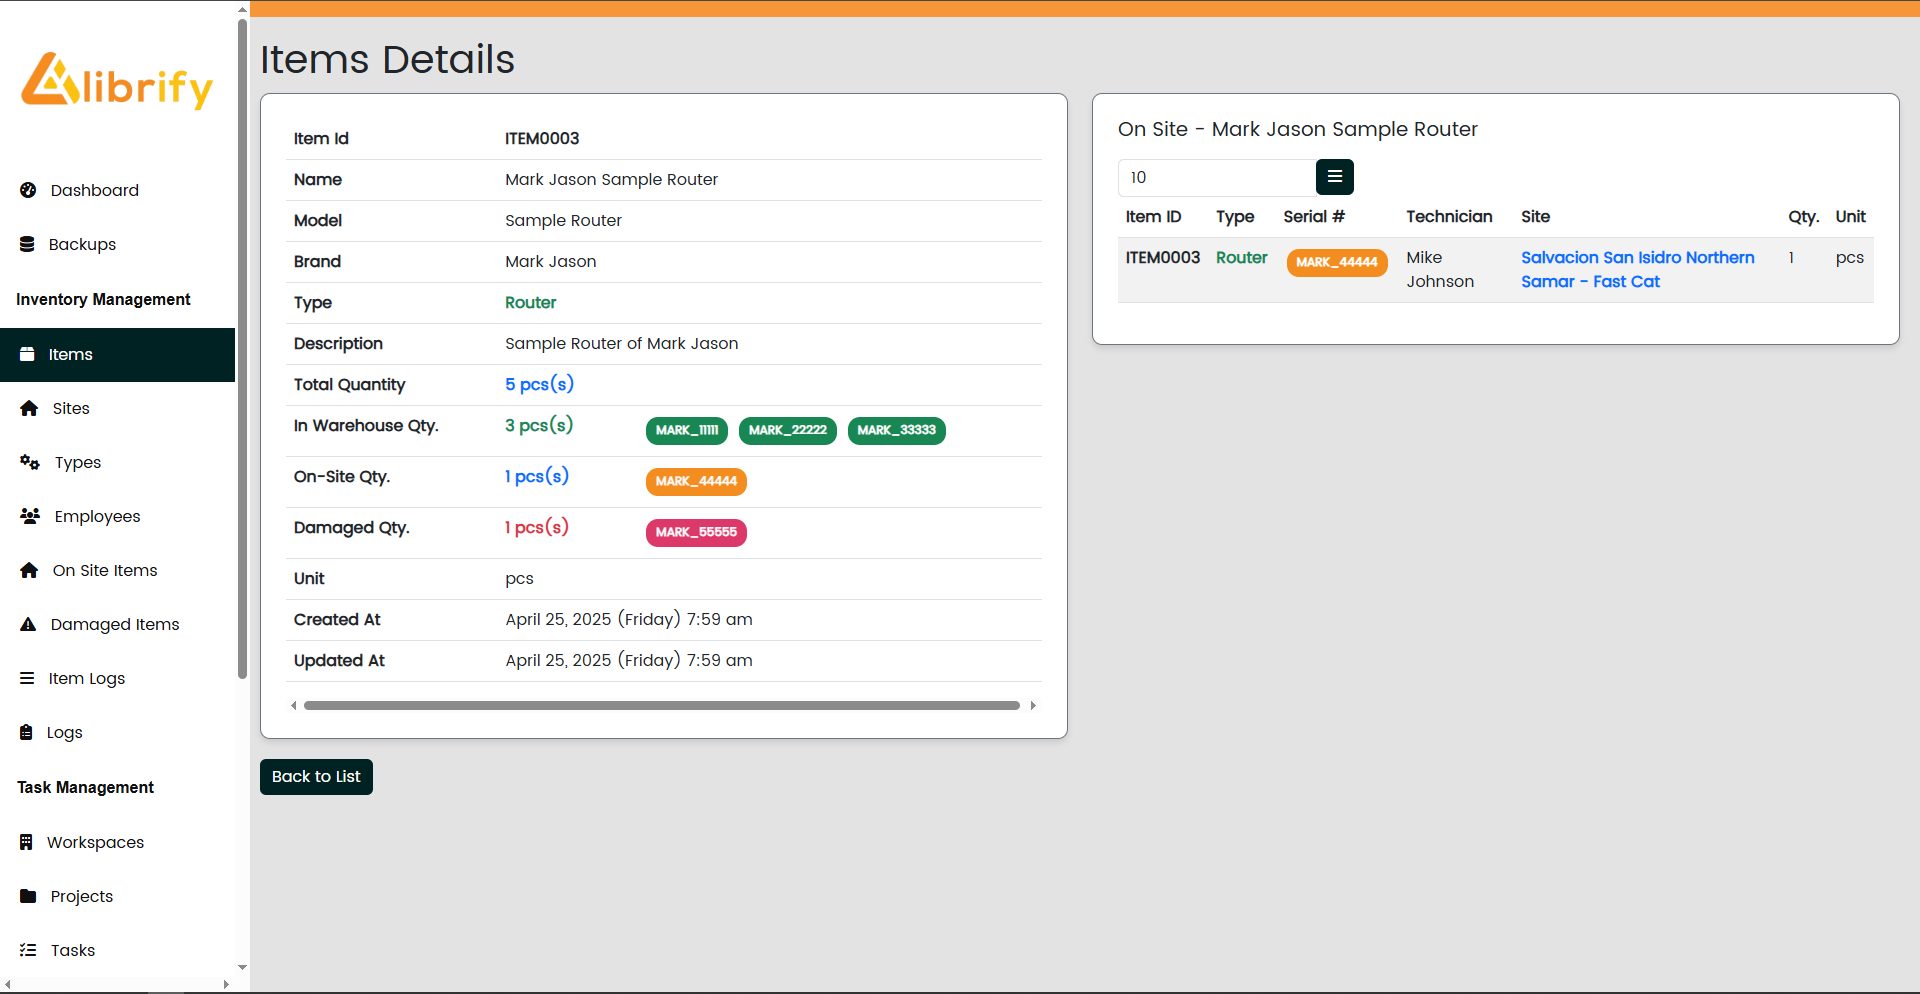 Alibrify
Dashboard
Backups
Inventory Management
Items
Sites
Types
Employees
On Site Items
Damaged Items
Item Logs
Logs
Task Management
Workspaces
Projects
Tasks
Items Details
Item Id ITEM0003
Name Mark Jason Sample Router
Model Sample Router
Brand Mark Jason
Type Router
Description Sample Router of Mark Jason
Total Quantity 5 pcs(s)
In Warehouse Qty. 3 pcs(s) MARK_11111 MARK_22222 MARK_33333
On-Site Qty. 1 pcs(s) MARK_44444
Damaged Qty. 1 pcs(s) MARK_55555
Unit pcs
Created At April 25, 2025 (Friday) 7:59 am
Updated At April 25, 2025 (Friday) 7:59 am
Back to List
On Site - Mark Jason Sample Router
10
Item ID Type Serial # Technician Site Qty. Unit
ITEM0003 Router MARK_44444 Mike Johnson Salvacion San Isidro Northern Samar - Fast Cat 1 pcs